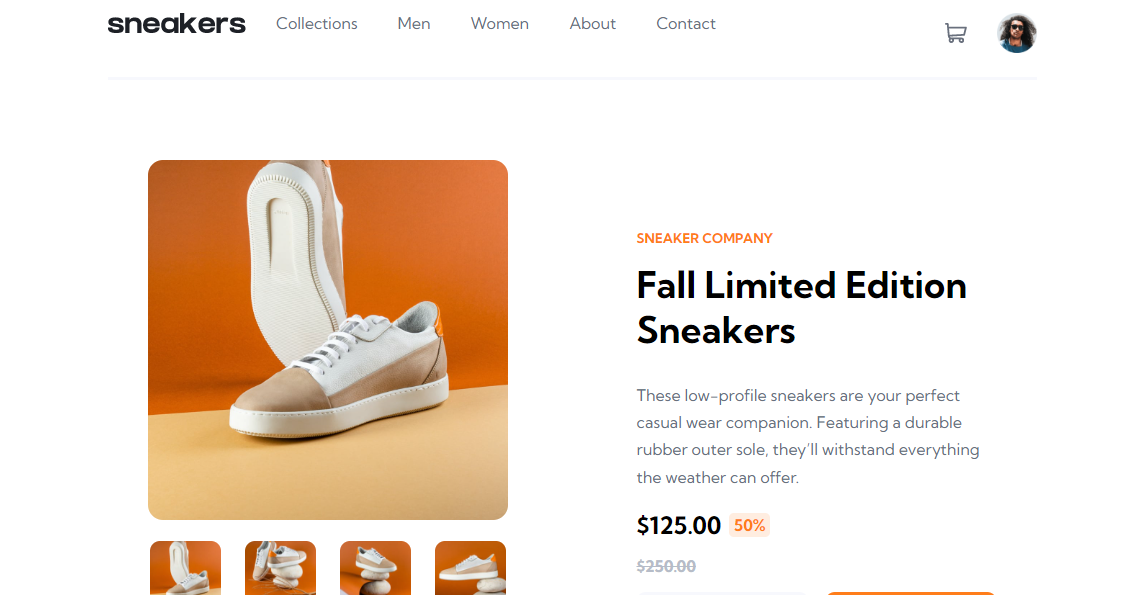 sneakers
Collections
Men
Women
About
Contact
SNEAKER COMPANY
Fall Limited Edition
Sneakers
These low-profile sneakers are your perfect
casual wear companion. Featuring a durable
rubber outer sole, they’ll withstand everything
the weather can offer.
$125.00 50%
$250.00